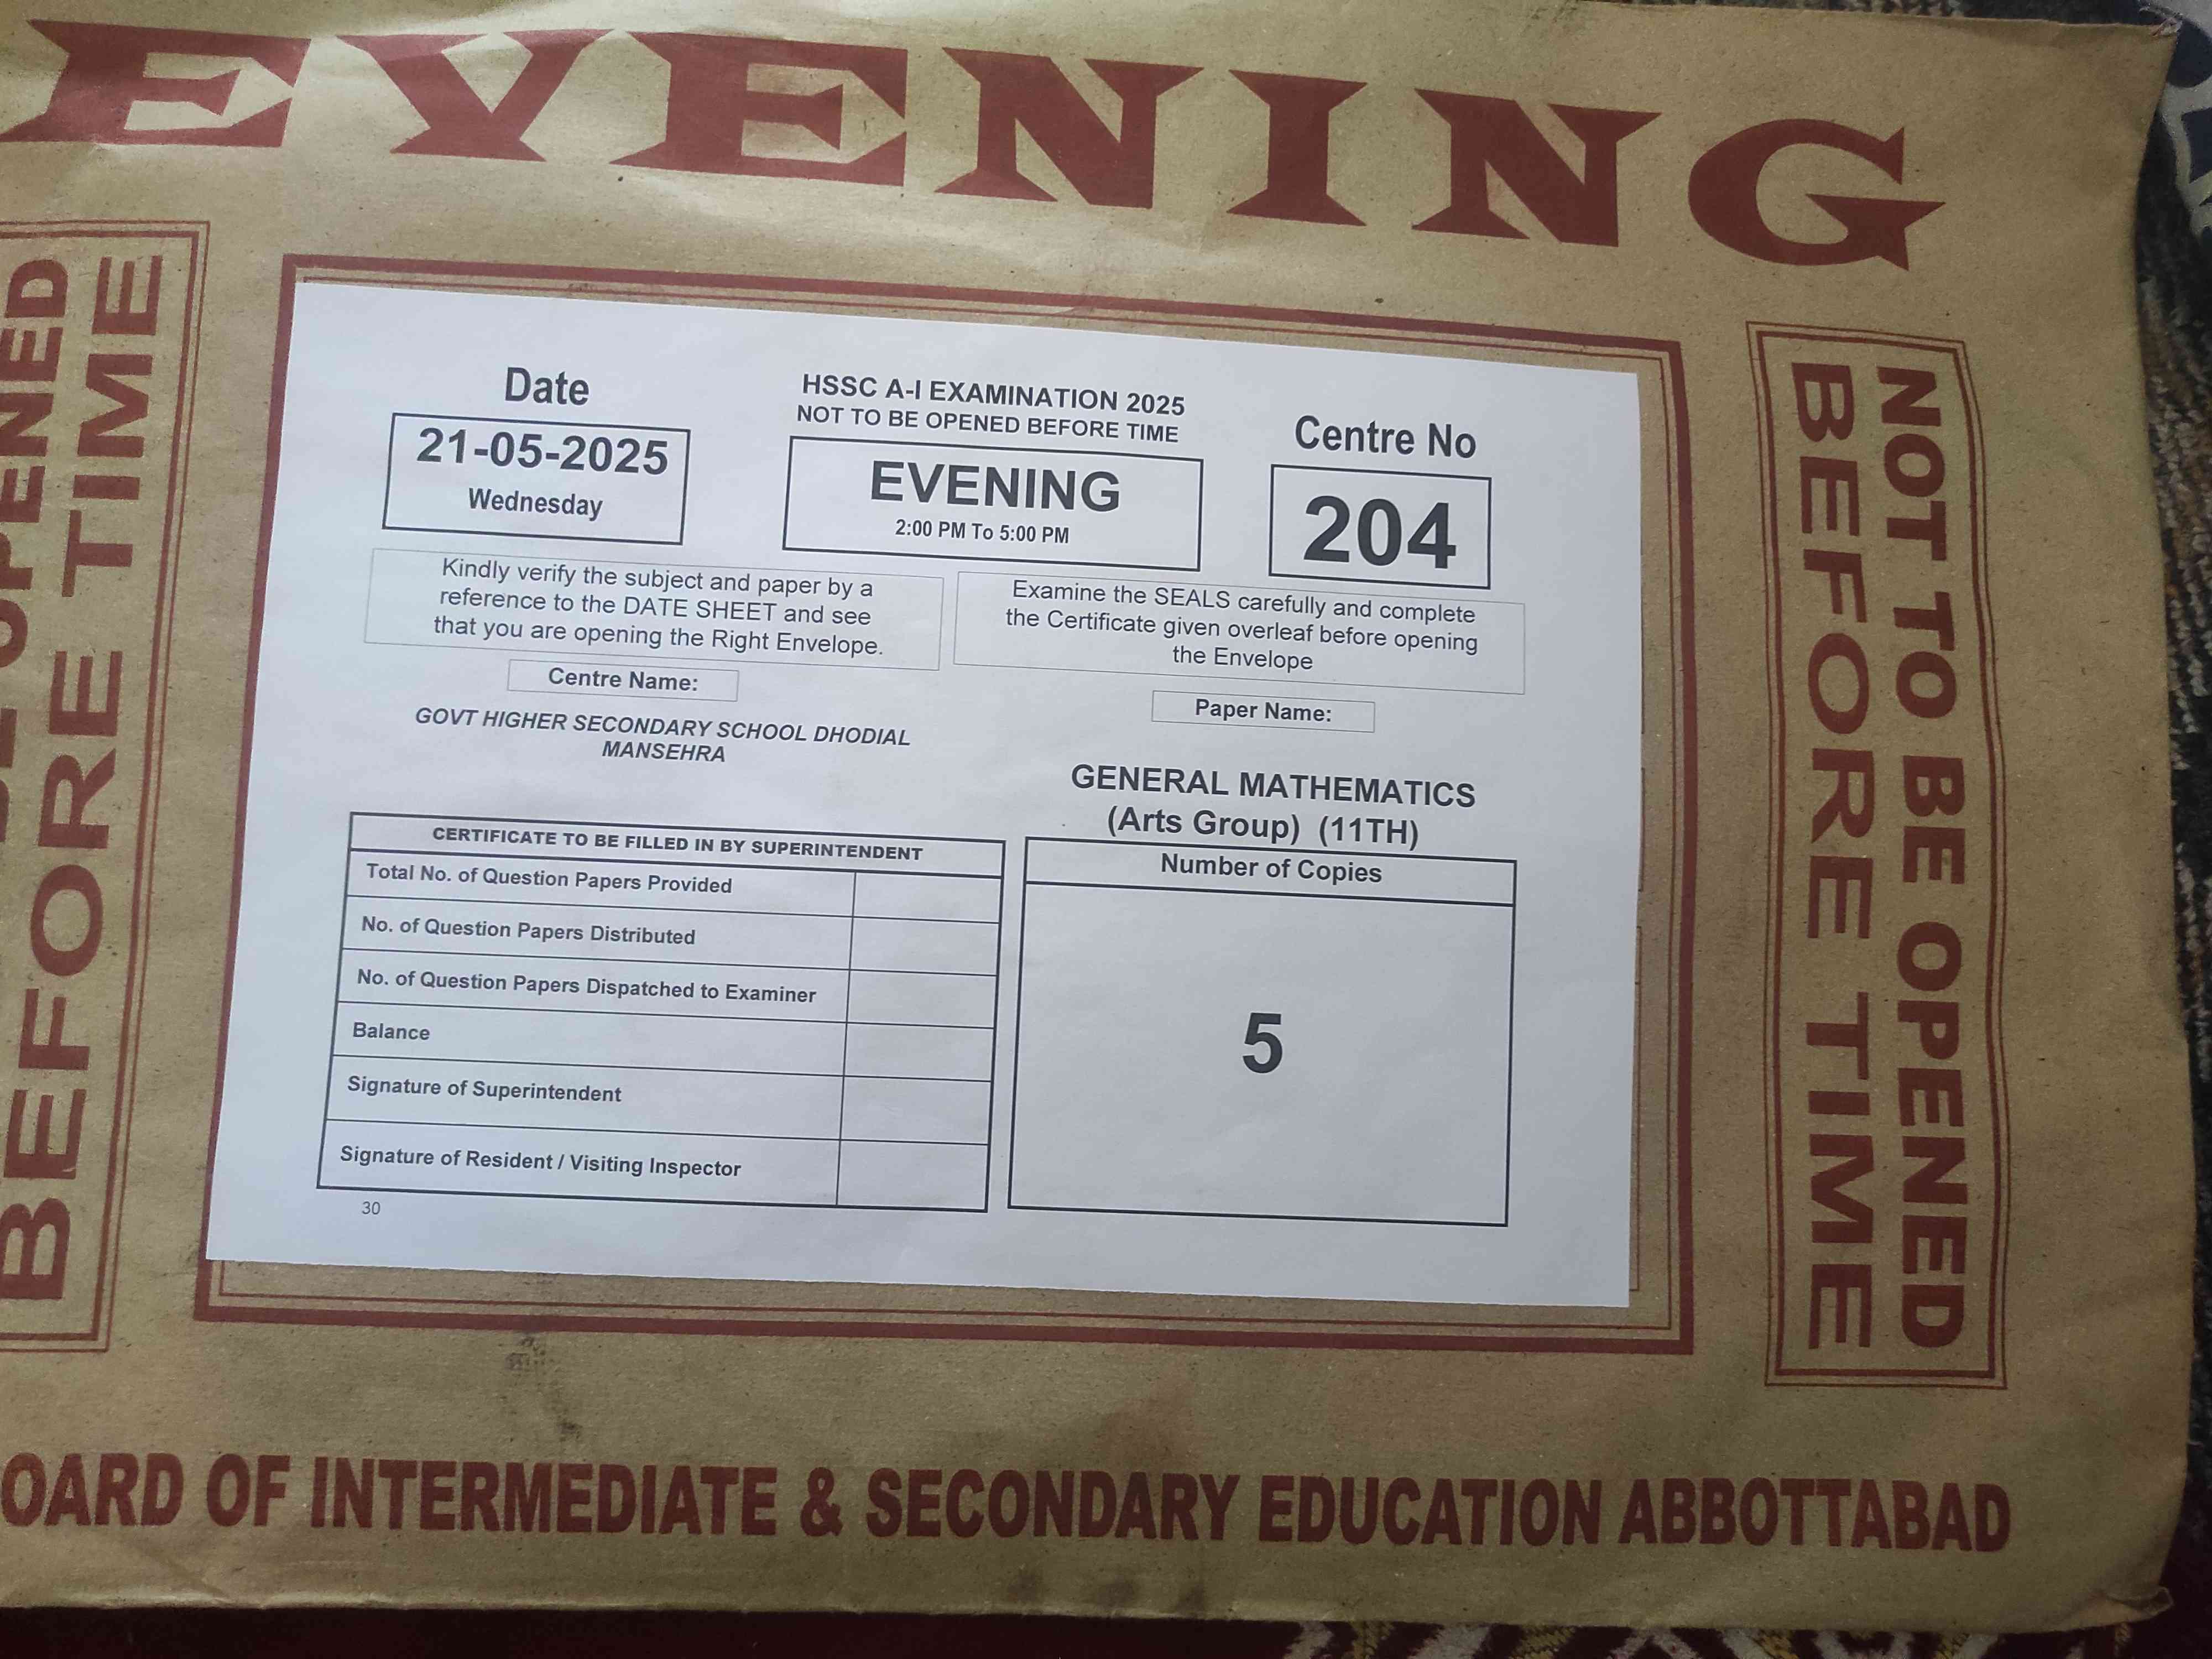 EVENING
BEFORE TIME
Date
21-05-2025
Wednesday
HSSC A-I EXAMINATION 2025
NOT TO BE OPENED BEFORE TIME
EVENING
2:00 PM To 5:00 PM
Centre No
204
Kindly verify the subject and paper by a
reference to the DATE SHEET and see
that you are opening the Right Envelope.
Examine the SEALS carefully and complete
the Certificate given overleaf before opening
the Envelope
Centre Name:
GOVT HIGHER SECONDARY SCHOOL DHODIAL
MANSEHRA
Paper Name:
GENERAL MATHEMATICS
(Arts Group) (11TH)
CERTIFICATE TO BE FILLED IN BY SUPERINTENDENT
Total No. of Question Papers Provided
No. of Question Papers Distributed
No. of Question Papers Dispatched to Examiner
Balance
Signature of Superintendent
Signature of Resident / Visiting Inspector
30
Number of Copies
5
NOT TO BE OPENED
BEFORE TIME
OARD OF INTERMEDIATE & SECONDARY EDUCATION ABBOTTABAD